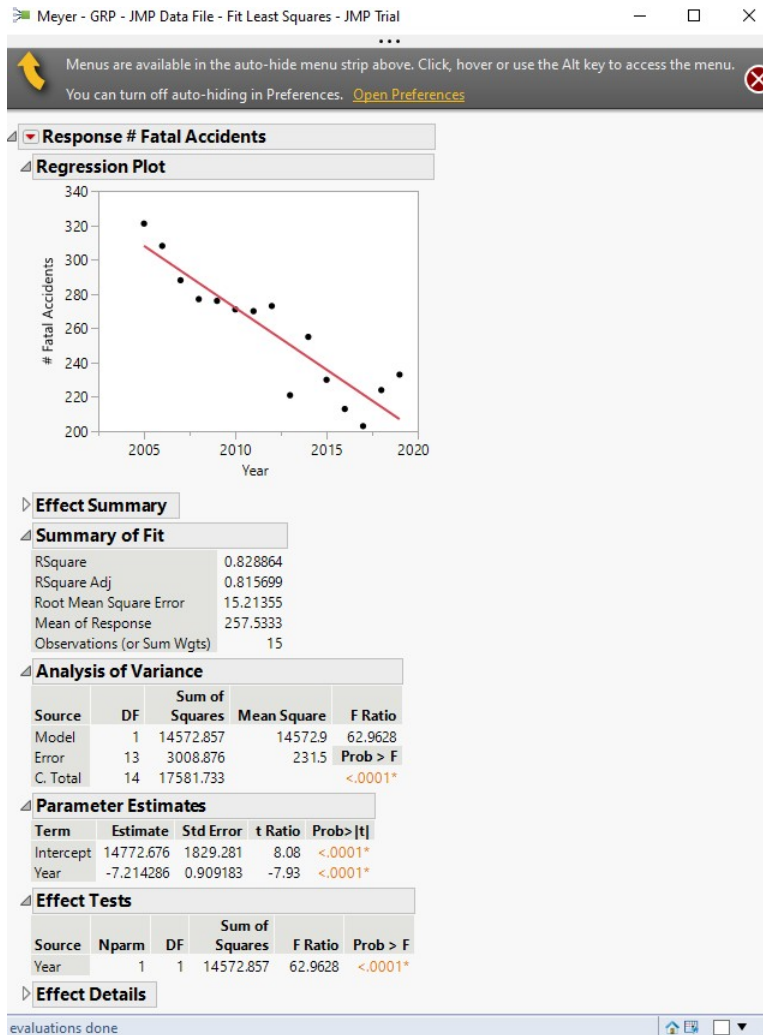 Meyer - GRP - JMP Data File - Fit Least Squares - JMP Trial
Menus are available in the auto-hide menu strip above. Click, hover or use the Alt key to access the menu.
You can turn off auto-hiding in Preferences. Open Preferences
Response # Fatal Accidents
Regression Plot
340
320
300
280
260
240
220
200
# Fatal Accidents
2005 2010 2015 2020
Year
Effect Summary
Summary of Fit
RSquare 0.828864
RSquare Adj 0.815699
Root Mean Square Error 15.21355
Mean of Response 257.5333
Observations (or Sum Wgts) 15
Analysis of Variance
Sum of
Source DF Squares Mean Square F Ratio
Model 1 14572.857 14572.9 62.9628
Error 13 3008.876 231.5 Prob > F
C. Total 14 17581.733 <.0001*
Parameter Estimates
Term Estimate Std Error t Ratio Prob>|t|
Intercept 14772.676 1829.281 8.08 <.0001*
Year -7.214286 0.909183 -7.93 <.0001*
Effect Tests
Sum of
Source Nparm DF Squares F Ratio Prob > F
Year 1 1 14572.857 62.9628 <.0001*
Effect Details
evaluations done